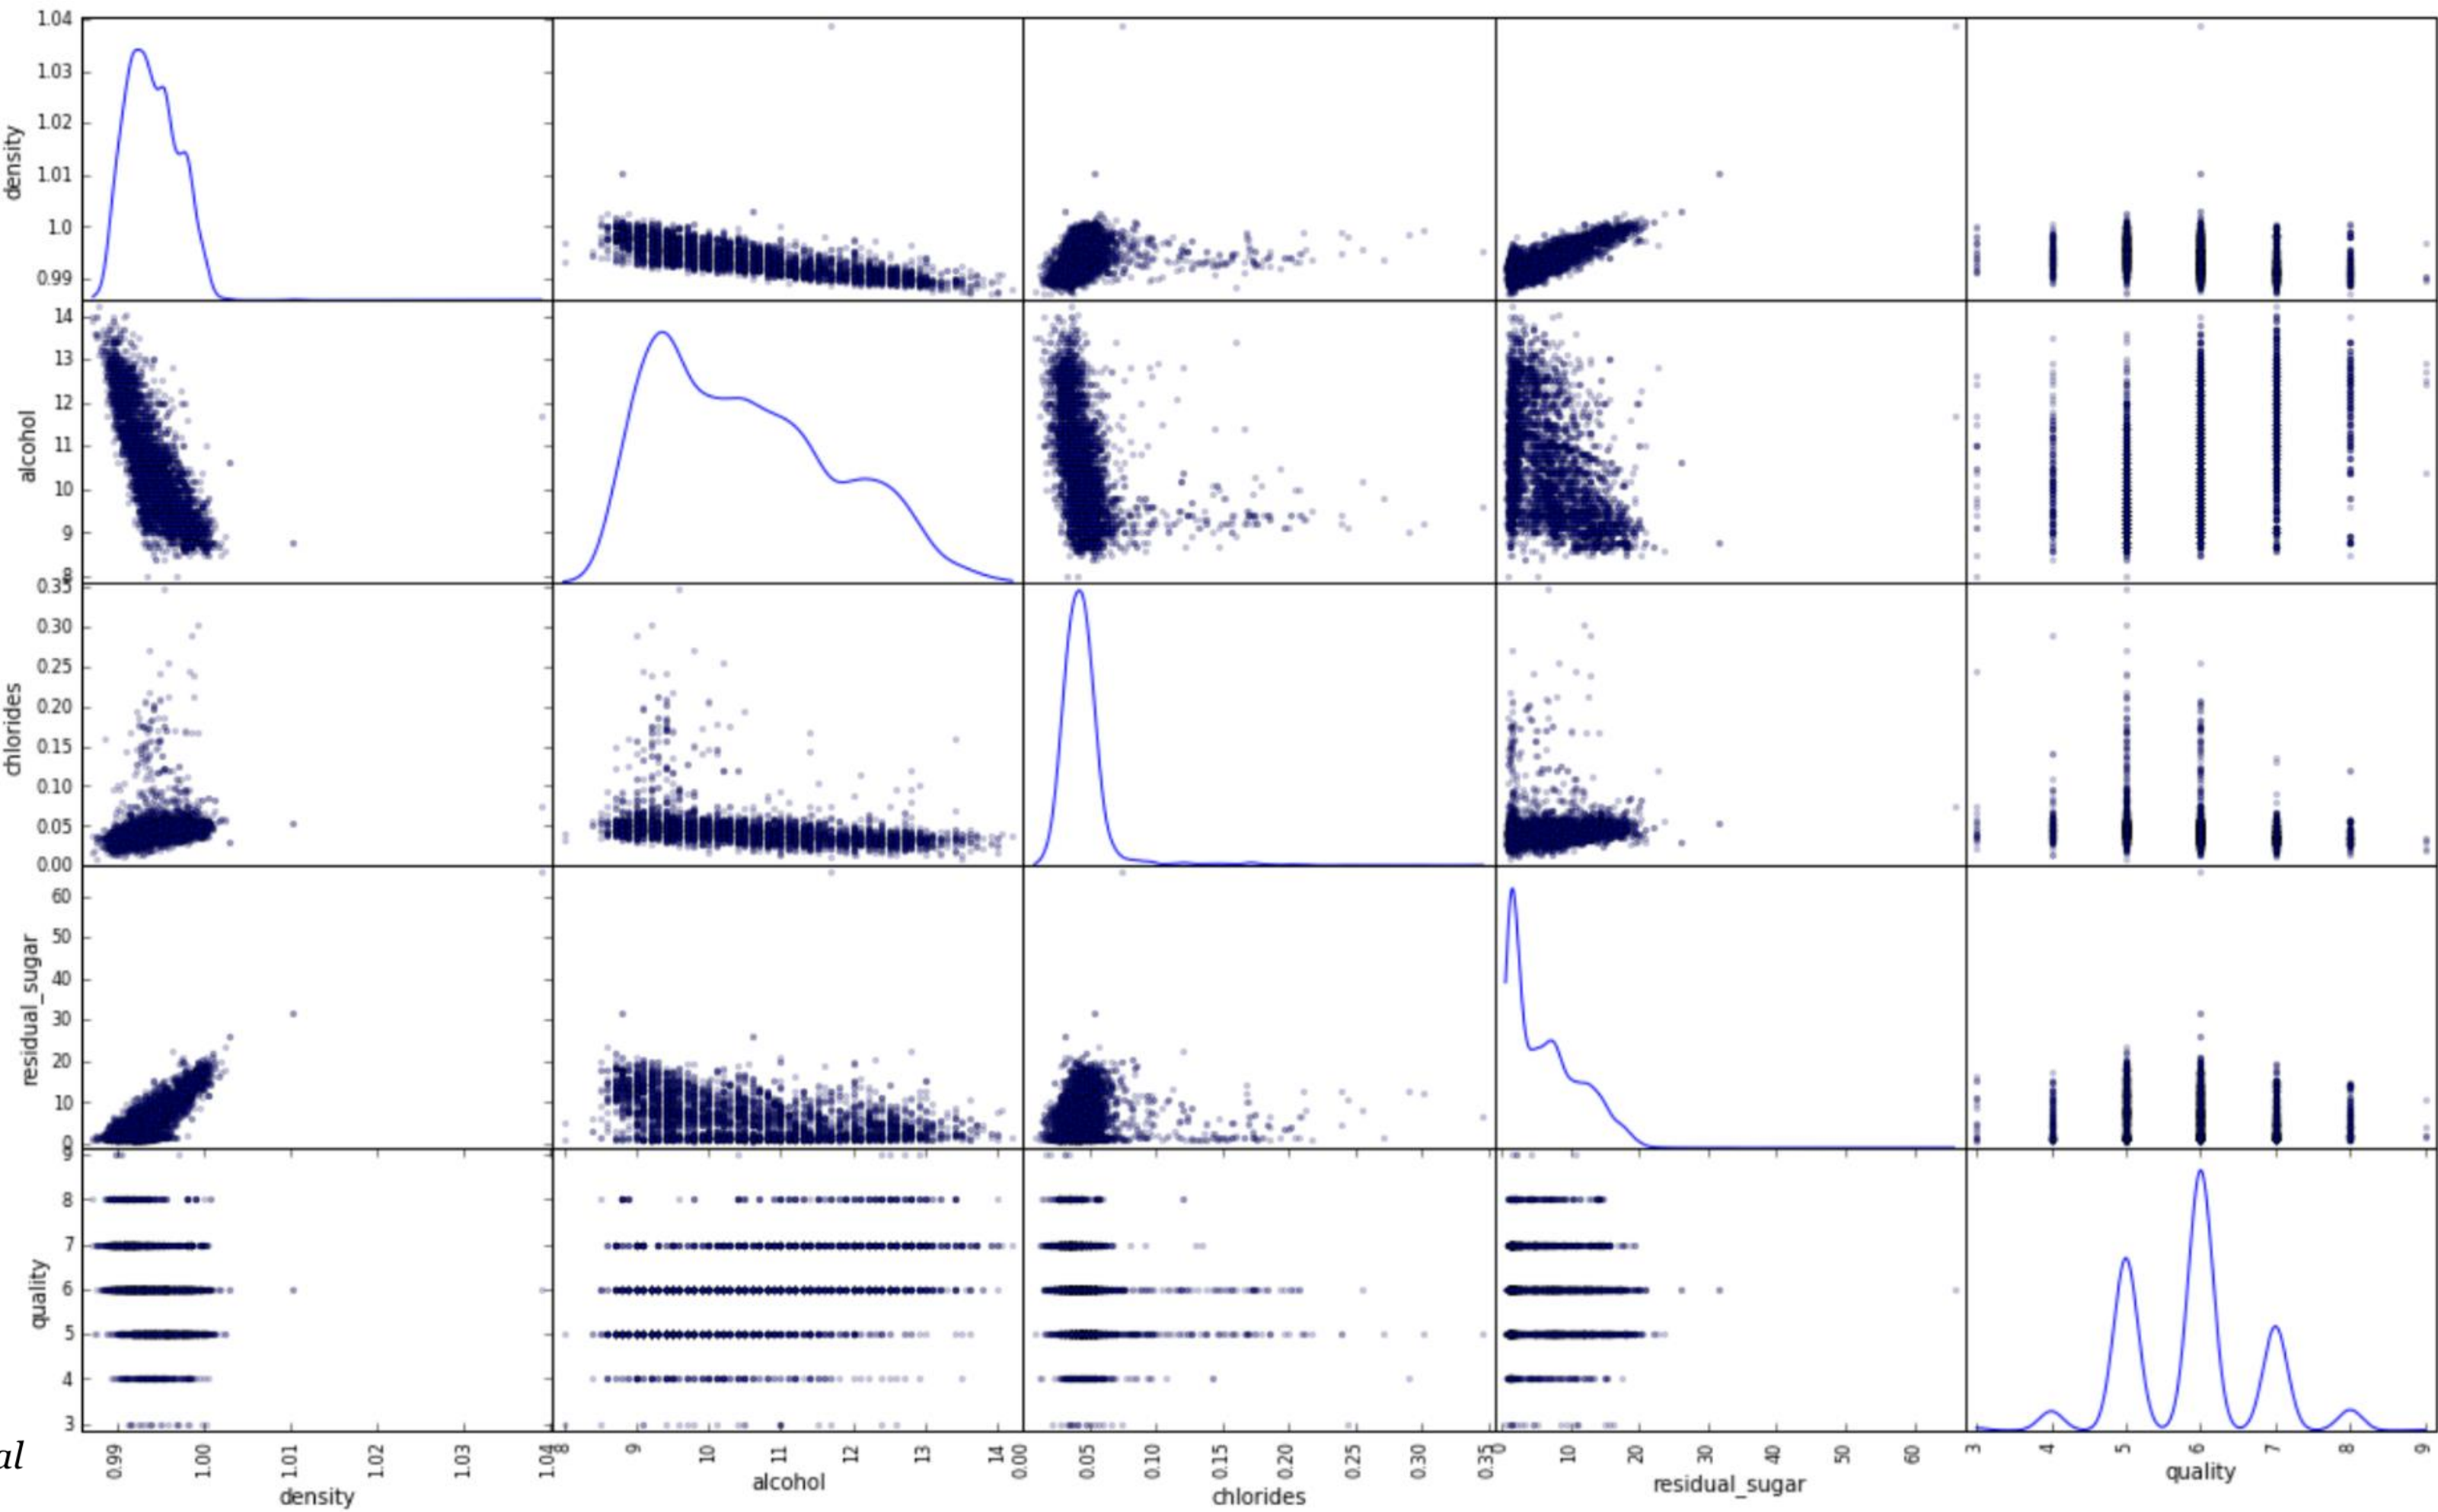 1.04
1.03
1.02
1.01
1.0
0.99
density
14
13
12
11
10
9
8
alcohol
0.35
0.30
0.25
0.20
0.15
0.10
0.05
0.00
chlorides
60
50
40
30
20
10
0
residual_sugar
9
8
7
6
5
4
3
quality
al
0.99 1.00 1.01 1.02 1.03 1.04
8 9 10 11 12 13 14
0.00 0.05 0.10 0.15 0.20 0.25 0.30 0.35
0 10 20 30 40 50 60
3 4 5 6 7 8 9
density alcohol chlorides residual_sugar quality